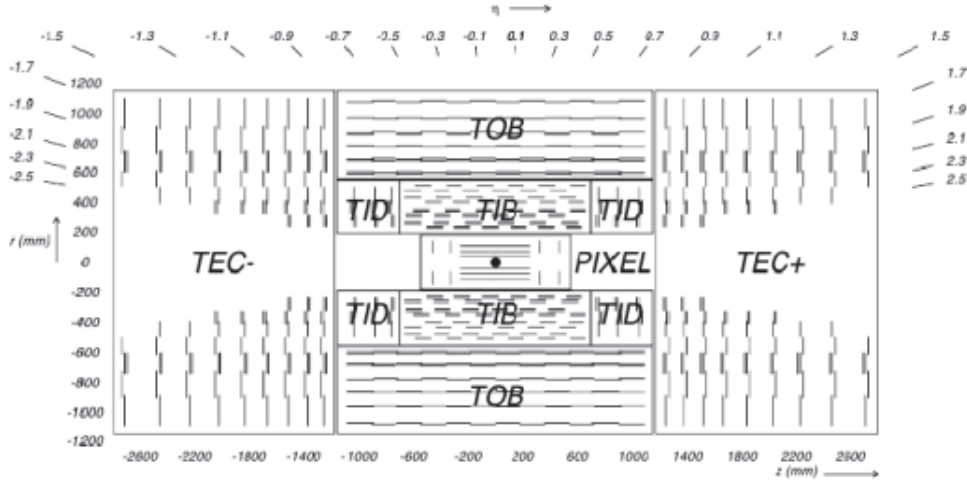 η
-1.5 -1.3 -1.1 -0.9 -0.7 -0.5 -0.3 -0.1 0.1 0.3 0.5 0.7 0.9 1.1 1.3 1.5
-1.7 1.7
-1.9 1.9
-2.1 2.1
-2.3 2.3
-2.5 2.5
1200
1000
800
600
400
200
0
-200
-400
-600
-800
-1000
-1200
r (mm)
TOB
TID TIB TID
TEC- PIXEL TEC+
TID TIB TID
TOB
-2600 -2200 -1800 -1400 -1000 -600 -200 200 600 1000 1400 1800 2200 2600
z (mm)